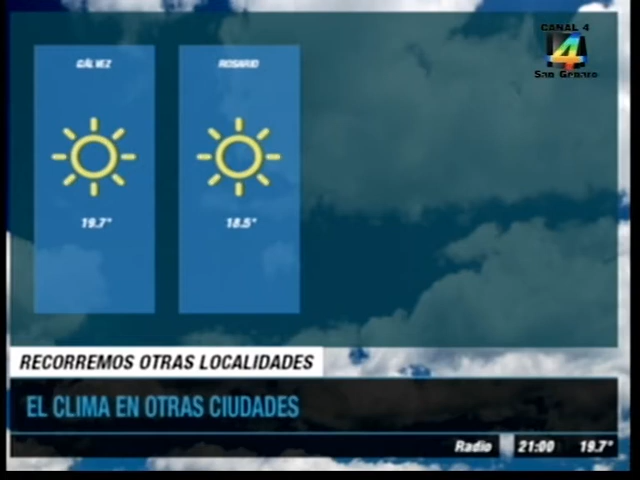 CANAL 4
4
San Genaro
GÁLVEZ
ROSARIO
19.7°
18.5°
RECORREMOS OTRAS LOCALIDADES
EL CLIMA EN OTRAS CIUDADES
Radio 21:00 19.7°